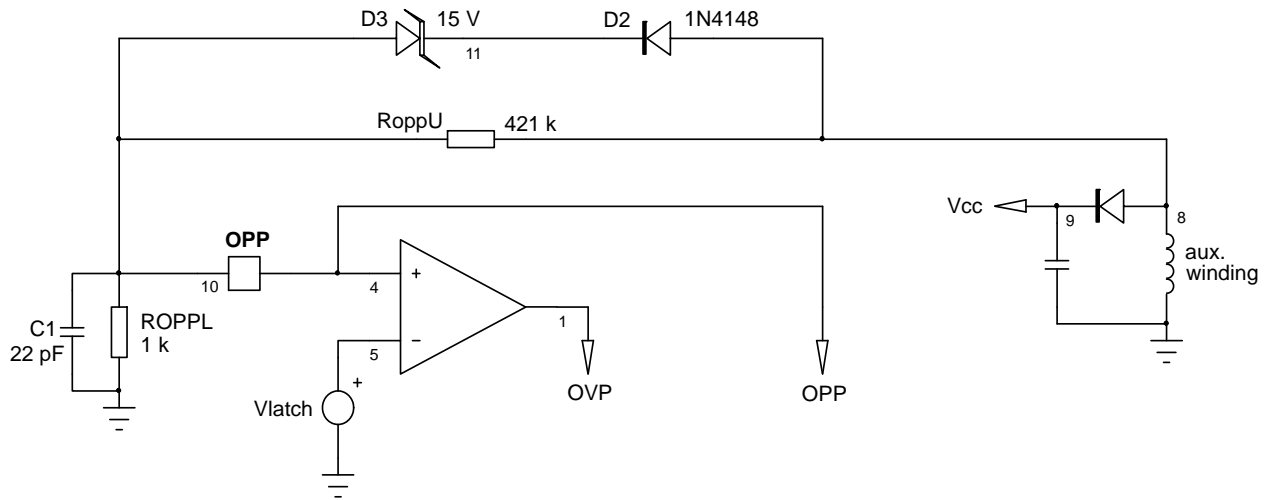 D3
15 V
D2
1N4148
11
RoppU
421 k
Vcc
9
8
aux.
winding
OPP
10
4
+
5
−
1
C1
22 pF
ROPPL
1 k
+
Vlatch
OVP
OPP